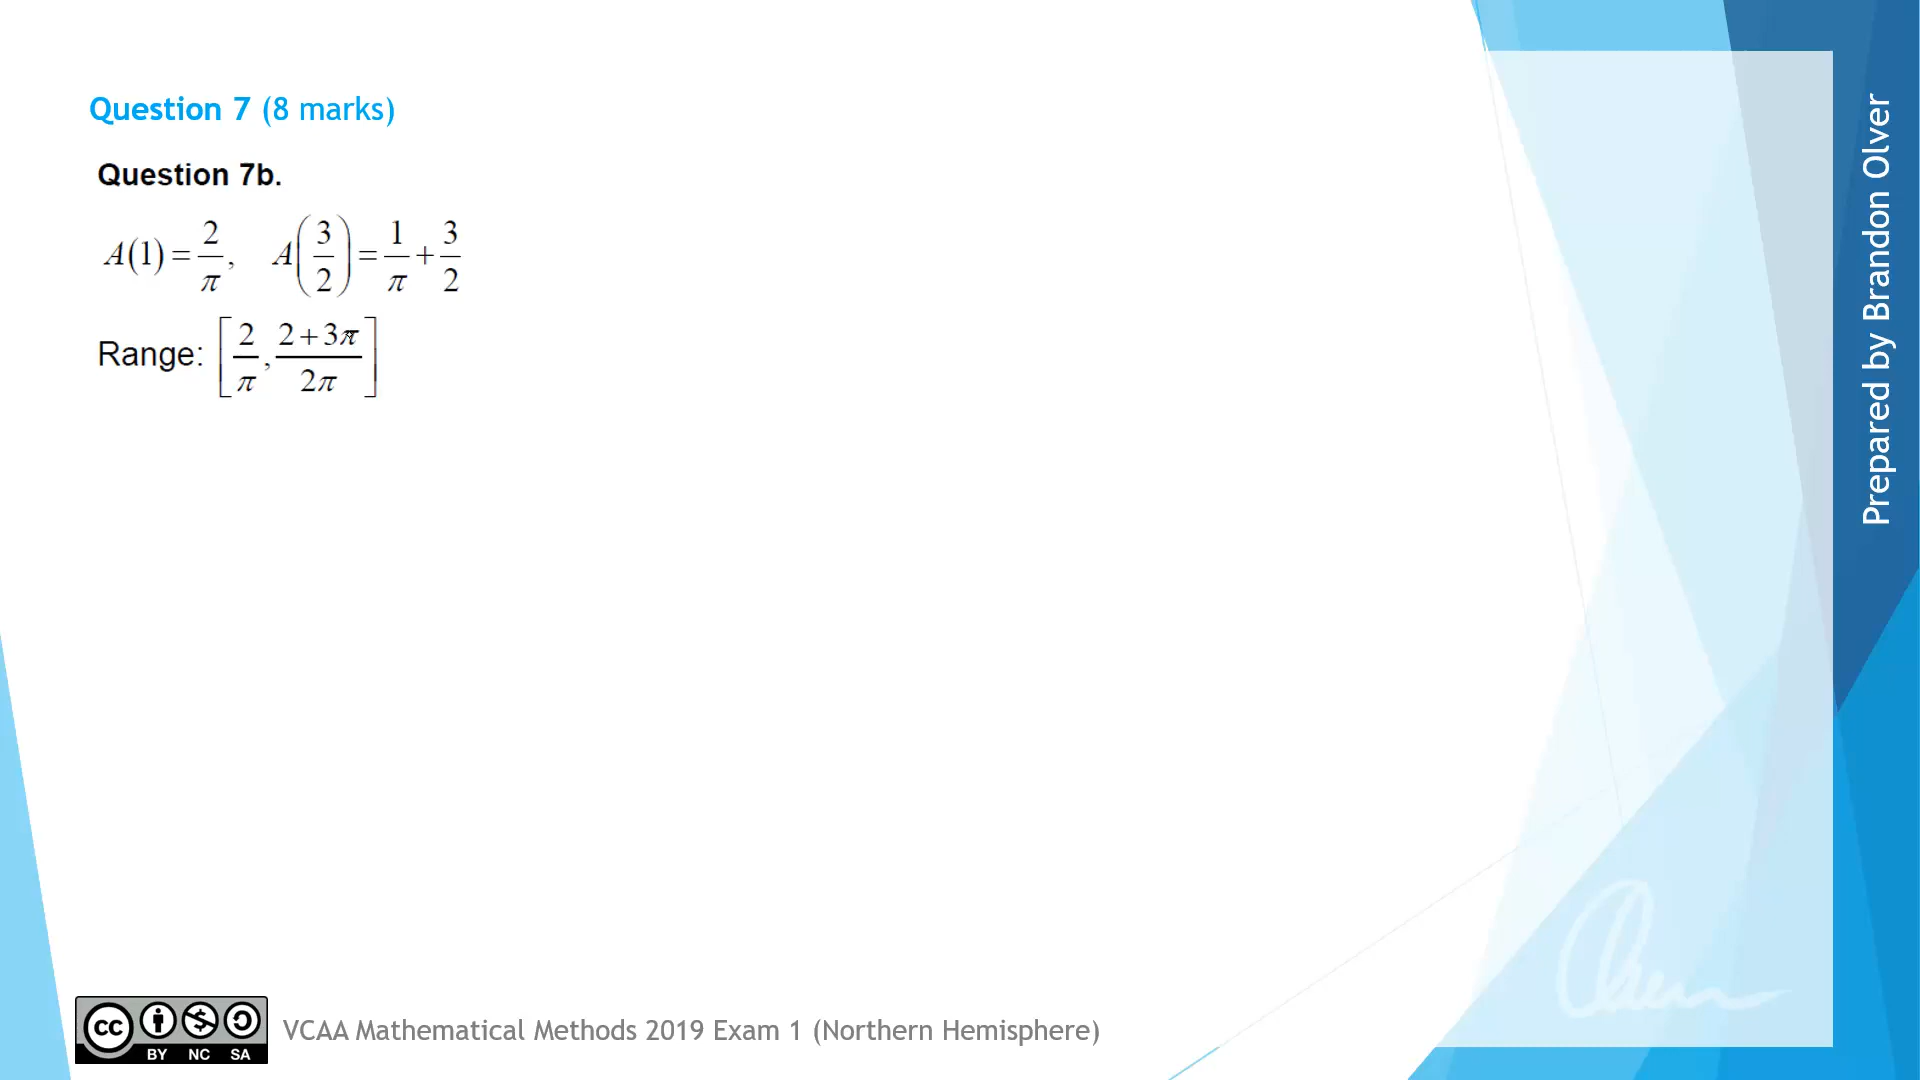 Question 7 (8 marks)
Question 7b.
A(1) = 2/π, A(3/2) = 1/π + 3/2
Range: [2/π, (2+3π)/2π]
Prepared by Brandon Olver
cc BY NC SA
VCAA Mathematical Methods 2019 Exam 1 (Northern Hemisphere)